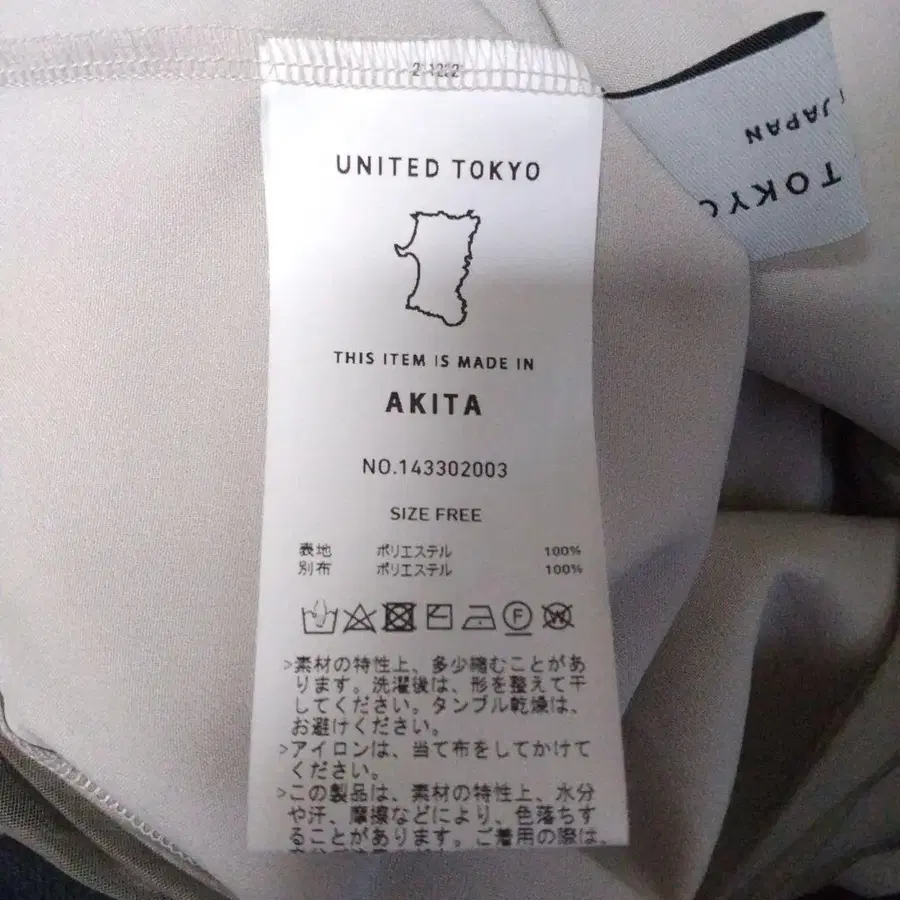 UNITED TOKYO
THIS ITEM IS MADE IN
AKITA
NO.143302003
SIZE FREE
表地 ポリエステル 100%
別布 ポリエステル 100%
F
W
>素材の特性上、多少縮むことがあ
ります。洗濯後は、形を整えて干
してください。タンブル乾燥は、
お避けください。
>アイロンは、当て布をしてかけて
ください。
>この製品は、素材の特性上、水分
や汗、摩擦などにより、色落ちす
ることがあります。ご着用の際は、
TOKYO
JAPAN